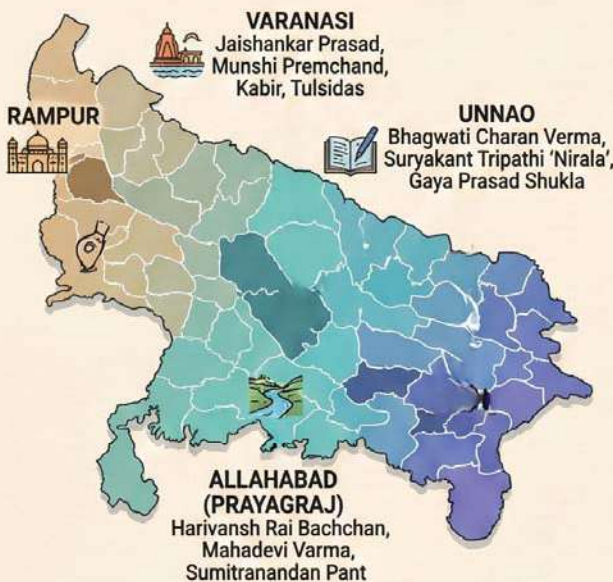 VARANASI
Jaishankar Prasad,
Munshi Premchand,
Kabir, Tulsidas
RAMPUR
UNNAO
Bhagwati Charan Verma,
Suryakant Tripathi ‘Nirala’,
Gaya Prasad Shukla
ALLAHABAD
(PRAYAGRAJ)
Harivansh Rai Bachchan,
Mahadevi Varma,
Sumitranandan Pant